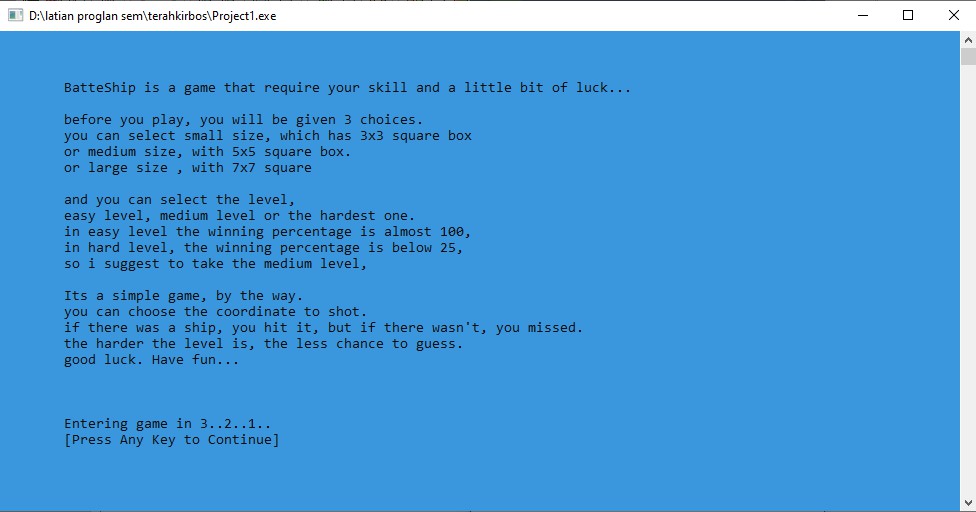 D:\latian proglan sem\terahkirbos\Project1.exe
BatteShip is a game that require your skill and a little bit of luck...
before you play, you will be given 3 choices.
you can select small size, which has 3x3 square box
or medium size, with 5x5 square box.
or large size , with 7x7 square
and you can select the level,
easy level, medium level or the hardest one.
in easy level the winning percentage is almost 100,
in hard level, the winning percentage is below 25,
so i suggest to take the medium level,
Its a simple game, by the way.
you can choose the coordinate to shot.
if there was a ship, you hit it, but if there wasn't, you missed.
the harder the level is, the less chance to guess.
good luck. Have fun...
Entering game in 3..2..1..
[Press Any Key to Continue]